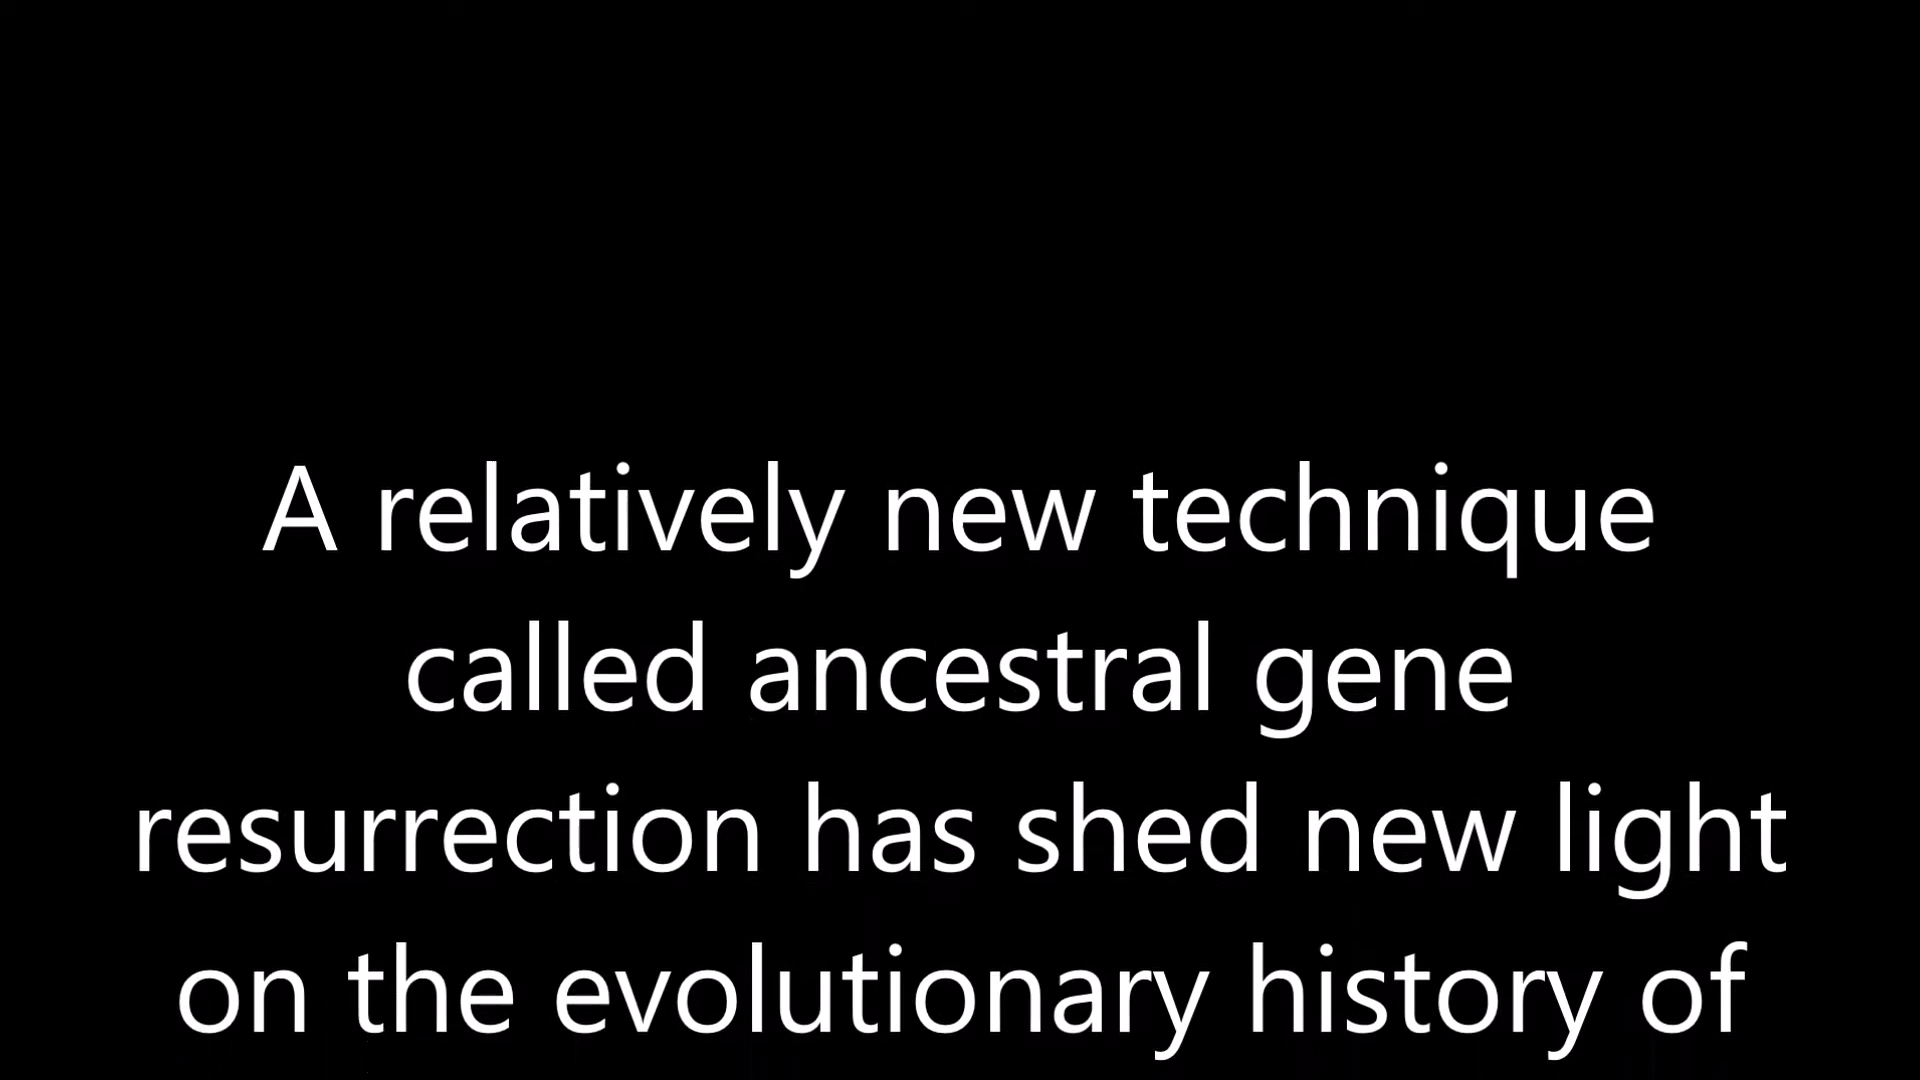 A relatively new technique
called ancestral gene
resurrection has shed new light
on the evolutionary history of